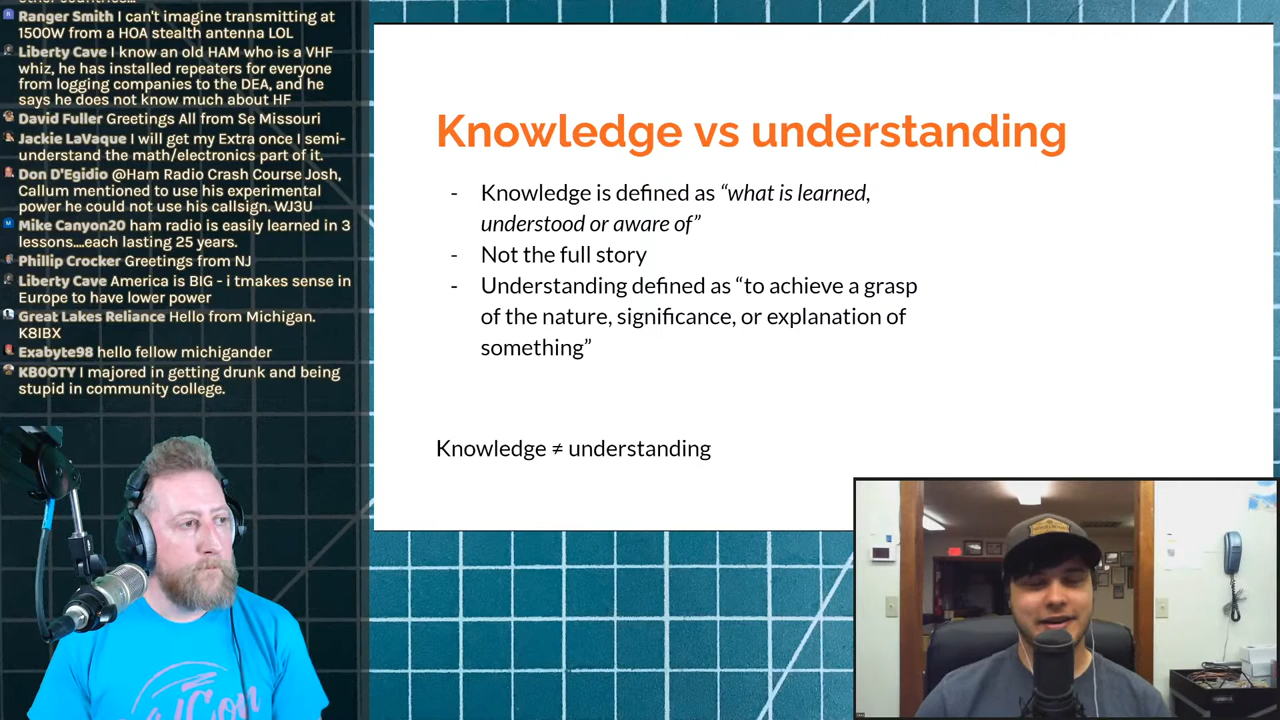 Ranger Smith I can't imagine transmitting at
1500W from a HOA stealth antenna LOL
Liberty Cave I know an old HAM who is a VHF
whiz, he has installed repeaters for everyone
from logging companies to the DEA, and he
says he does not know much about HF
David Fuller Greetings All from Se Missouri
Jackie LaVaque I will get my Extra once I semi-
understand the math/electronics part of it.
Don D'Egidio @Ham Radio Crash Course Josh,
Callum mentioned to use his experimental
power he could not use his callsign. WJ3U
Mike Canyon20 ham radio is easily learned in 3
lessons....each lasting 25 years.
Phillip Crocker Greetings from NJ
Liberty Cave America is BIG - i tmakes sense in
Europe to have lower power
Great Lakes Reliance Hello from Michigan.
K8IBX
Exabyte98 hello fellow michigander
KB0OTY I majored in getting drunk and being
stupid in community college.
Knowledge vs understanding
- Knowledge is defined as “what is learned,
understood or aware of”
- Not the full story
- Understanding defined as “to achieve a grasp
of the nature, significance, or explanation of
something”
Knowledge ≠ understanding